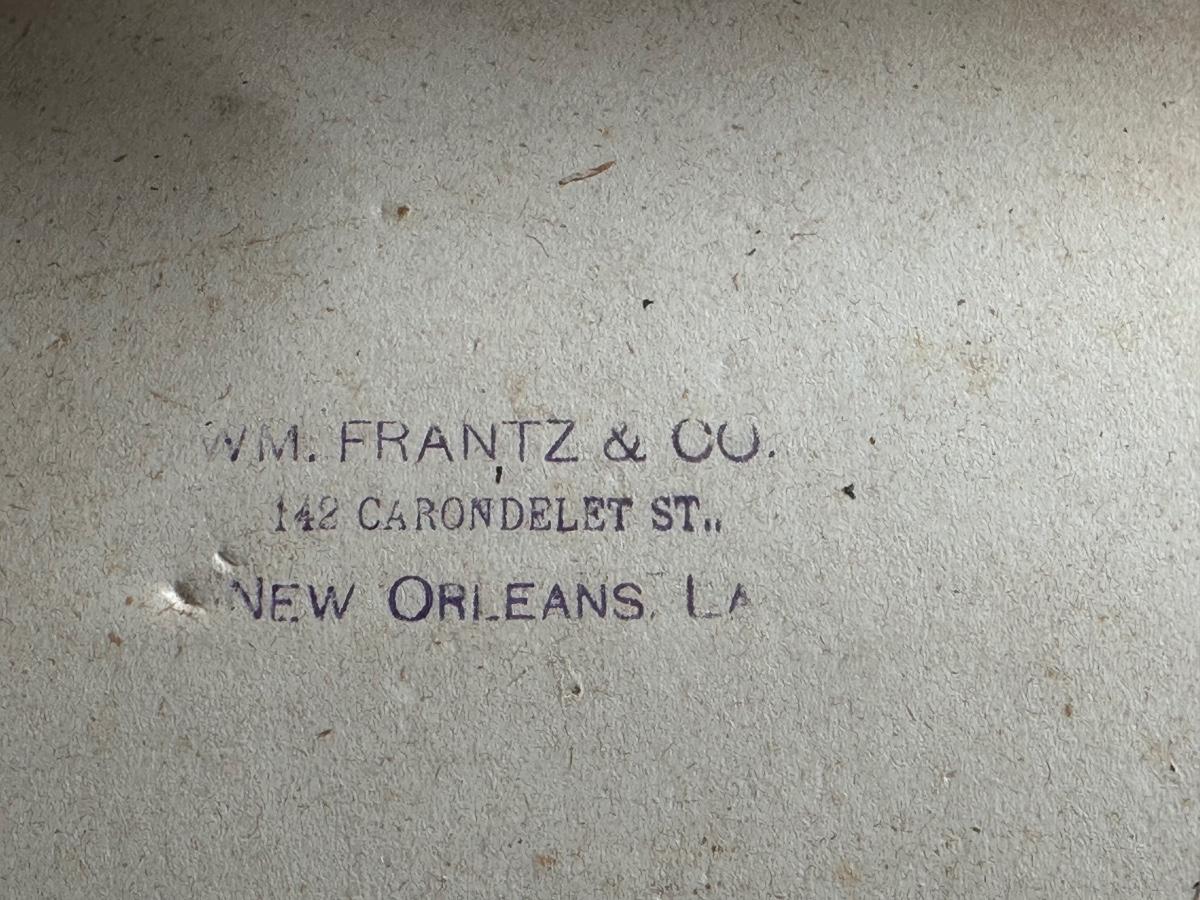 WM. FRANTZ & CO.
142 CARONDELET ST.,
NEW ORLEANS, LA